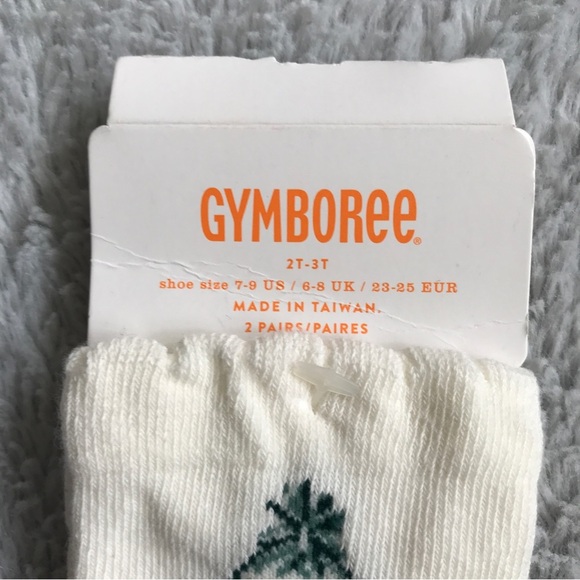 GYMBOREE®
2T-3T
shoe size 7-9 US / 6-8 UK / 23-25 EUR
MADE IN TAIWAN.
2 PAIRS/PAIRES